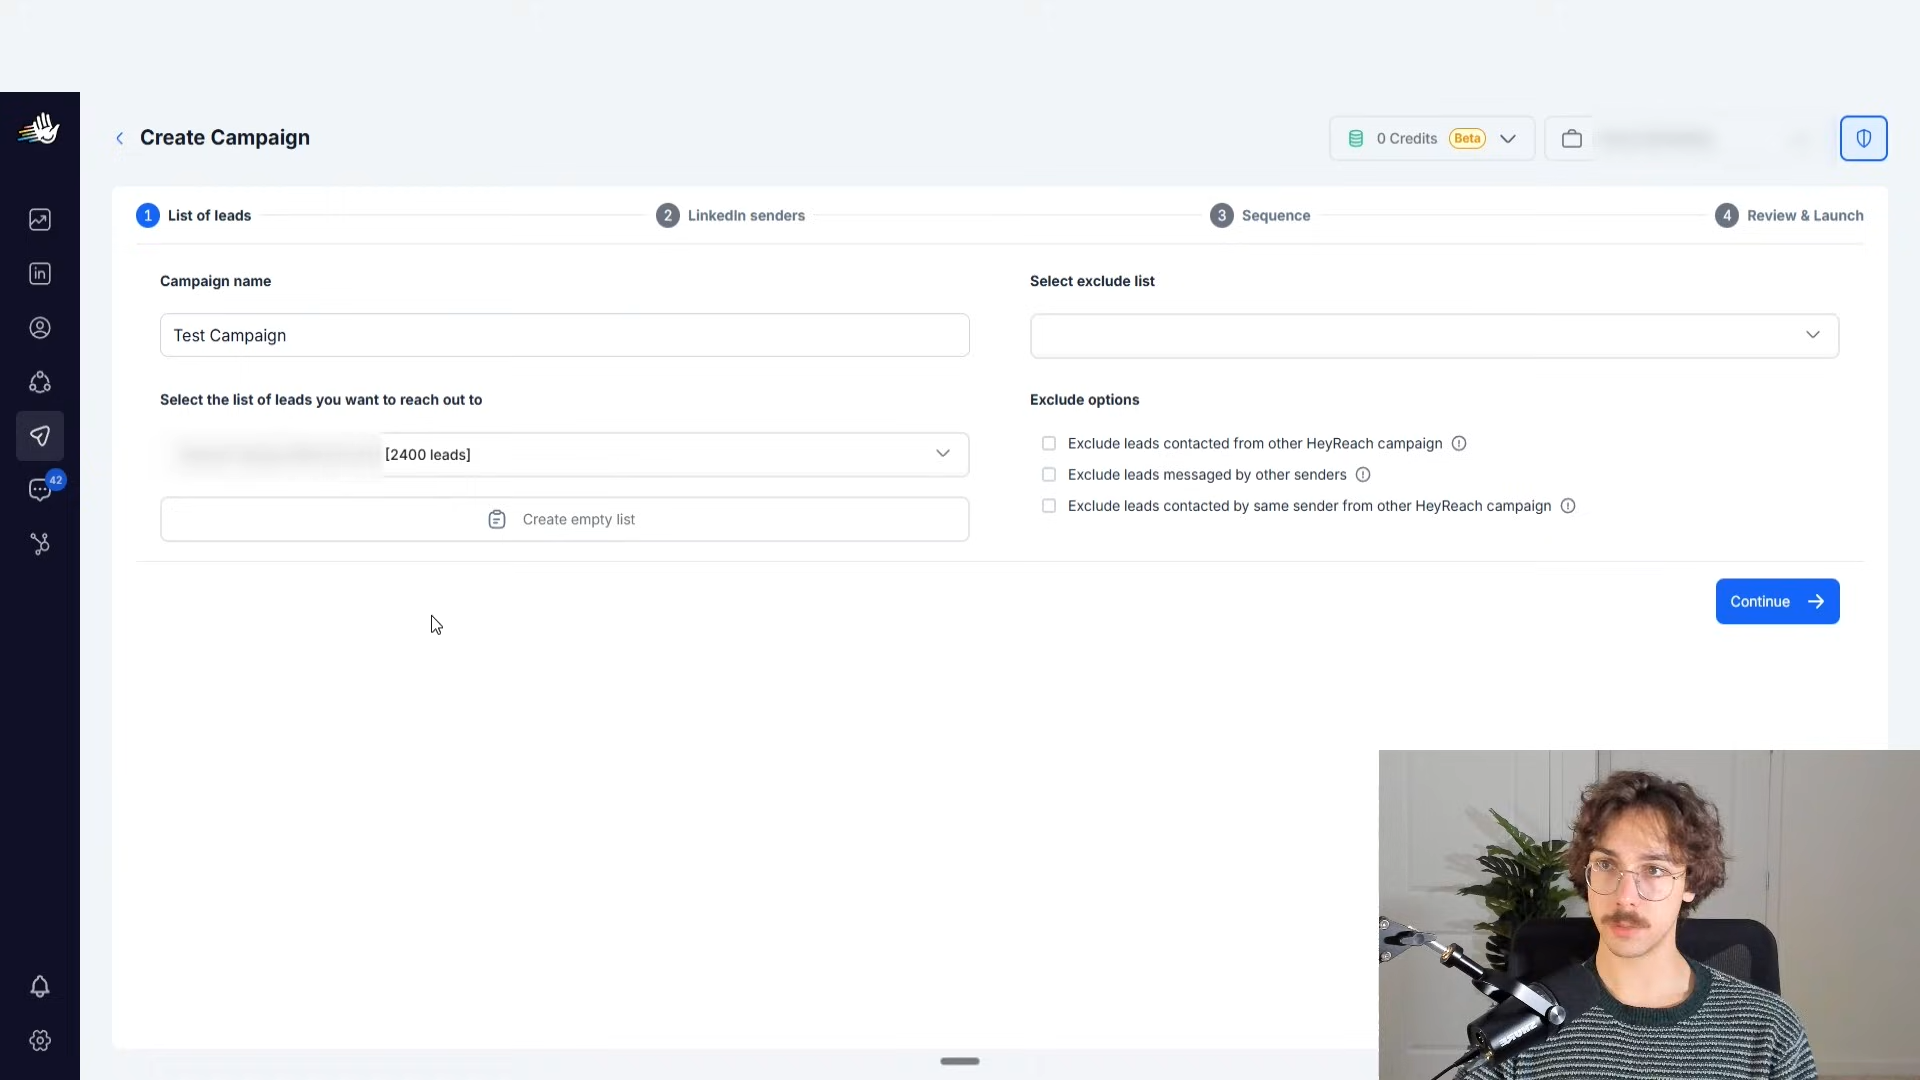 Create Campaign
0 Credits Beta
1 List of leads
2 LinkedIn senders
3 Sequence
4 Review & Launch
Campaign name
Test Campaign
Select exclude list
Select the list of leads you want to reach out to
[2400 leads]
Create empty list
Exclude options
Exclude leads contacted from other HeyReach campaign
Exclude leads messaged by other senders
Exclude leads contacted by same sender from other HeyReach campaign
Continue
in
42